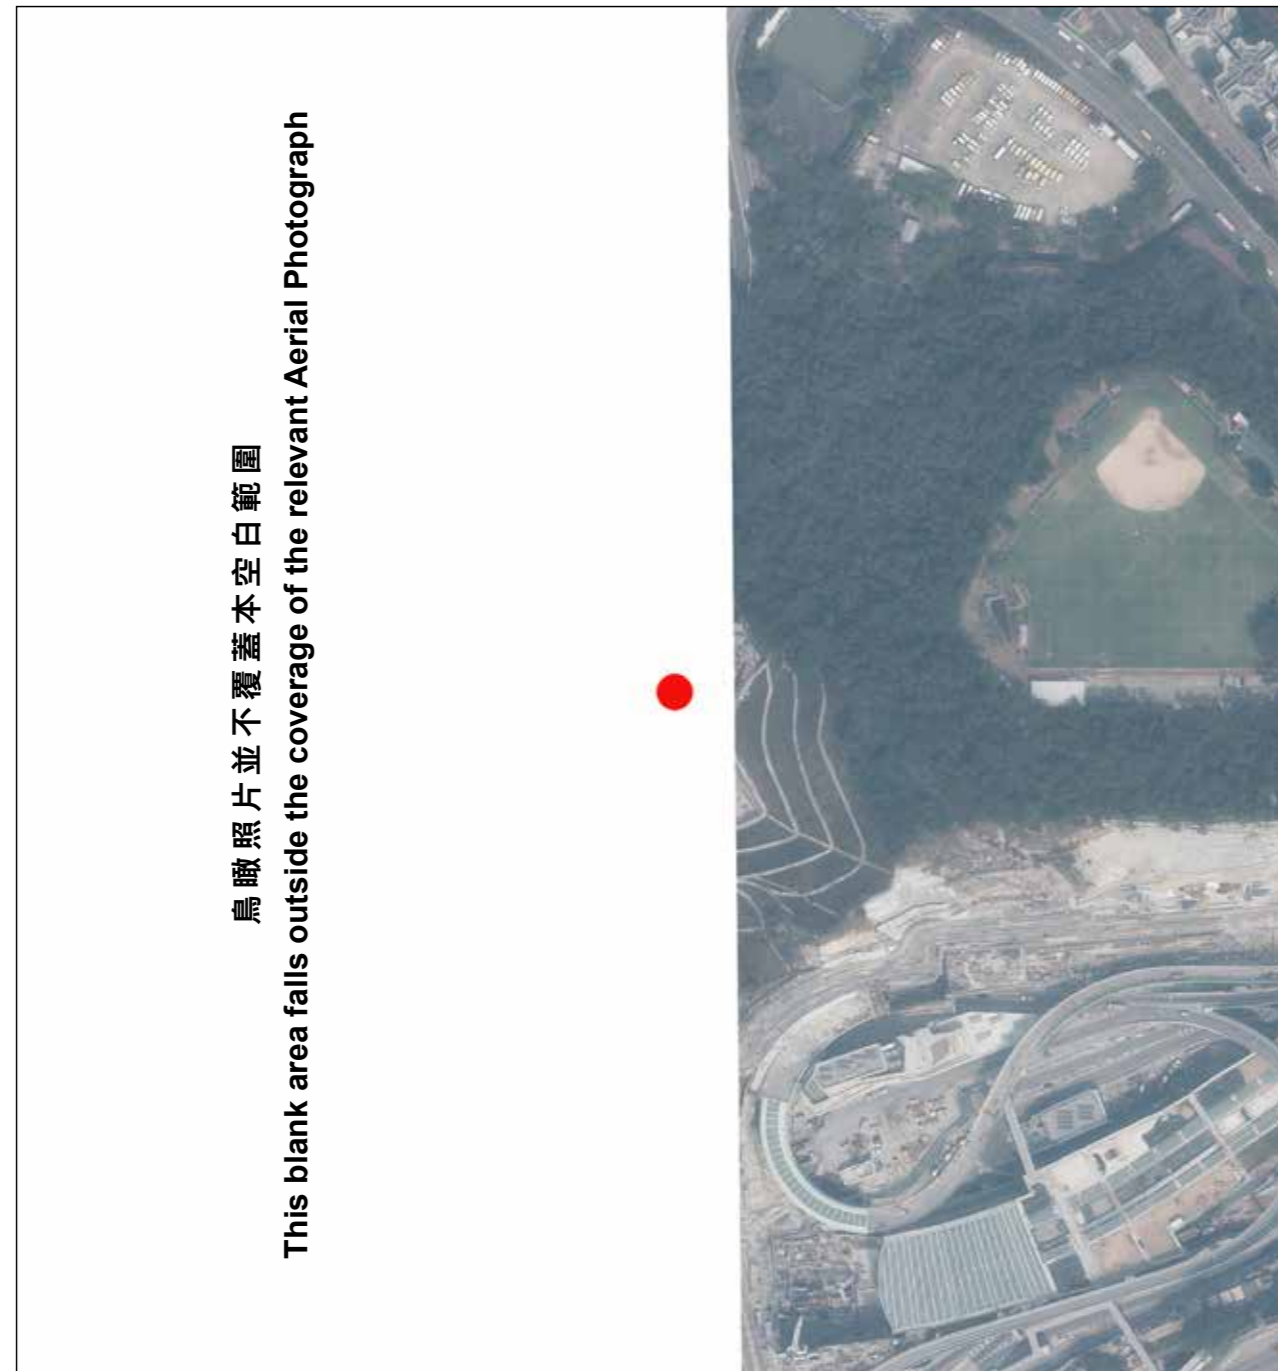 鳥瞰照片並不覆蓋本空白範圍
This blank area falls outside the coverage of the relevant Aerial Photograph